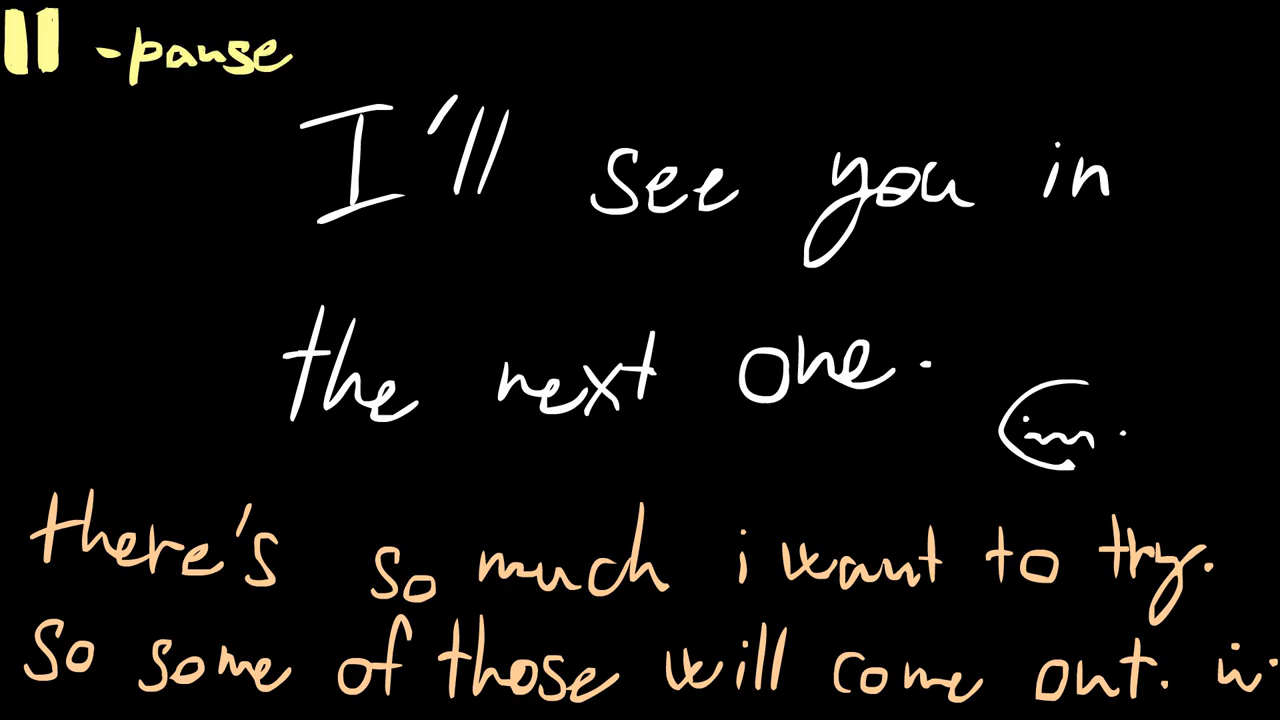 -pause
I'll see you in
the next one.
there's so much i want to try.
so some of those will come out.